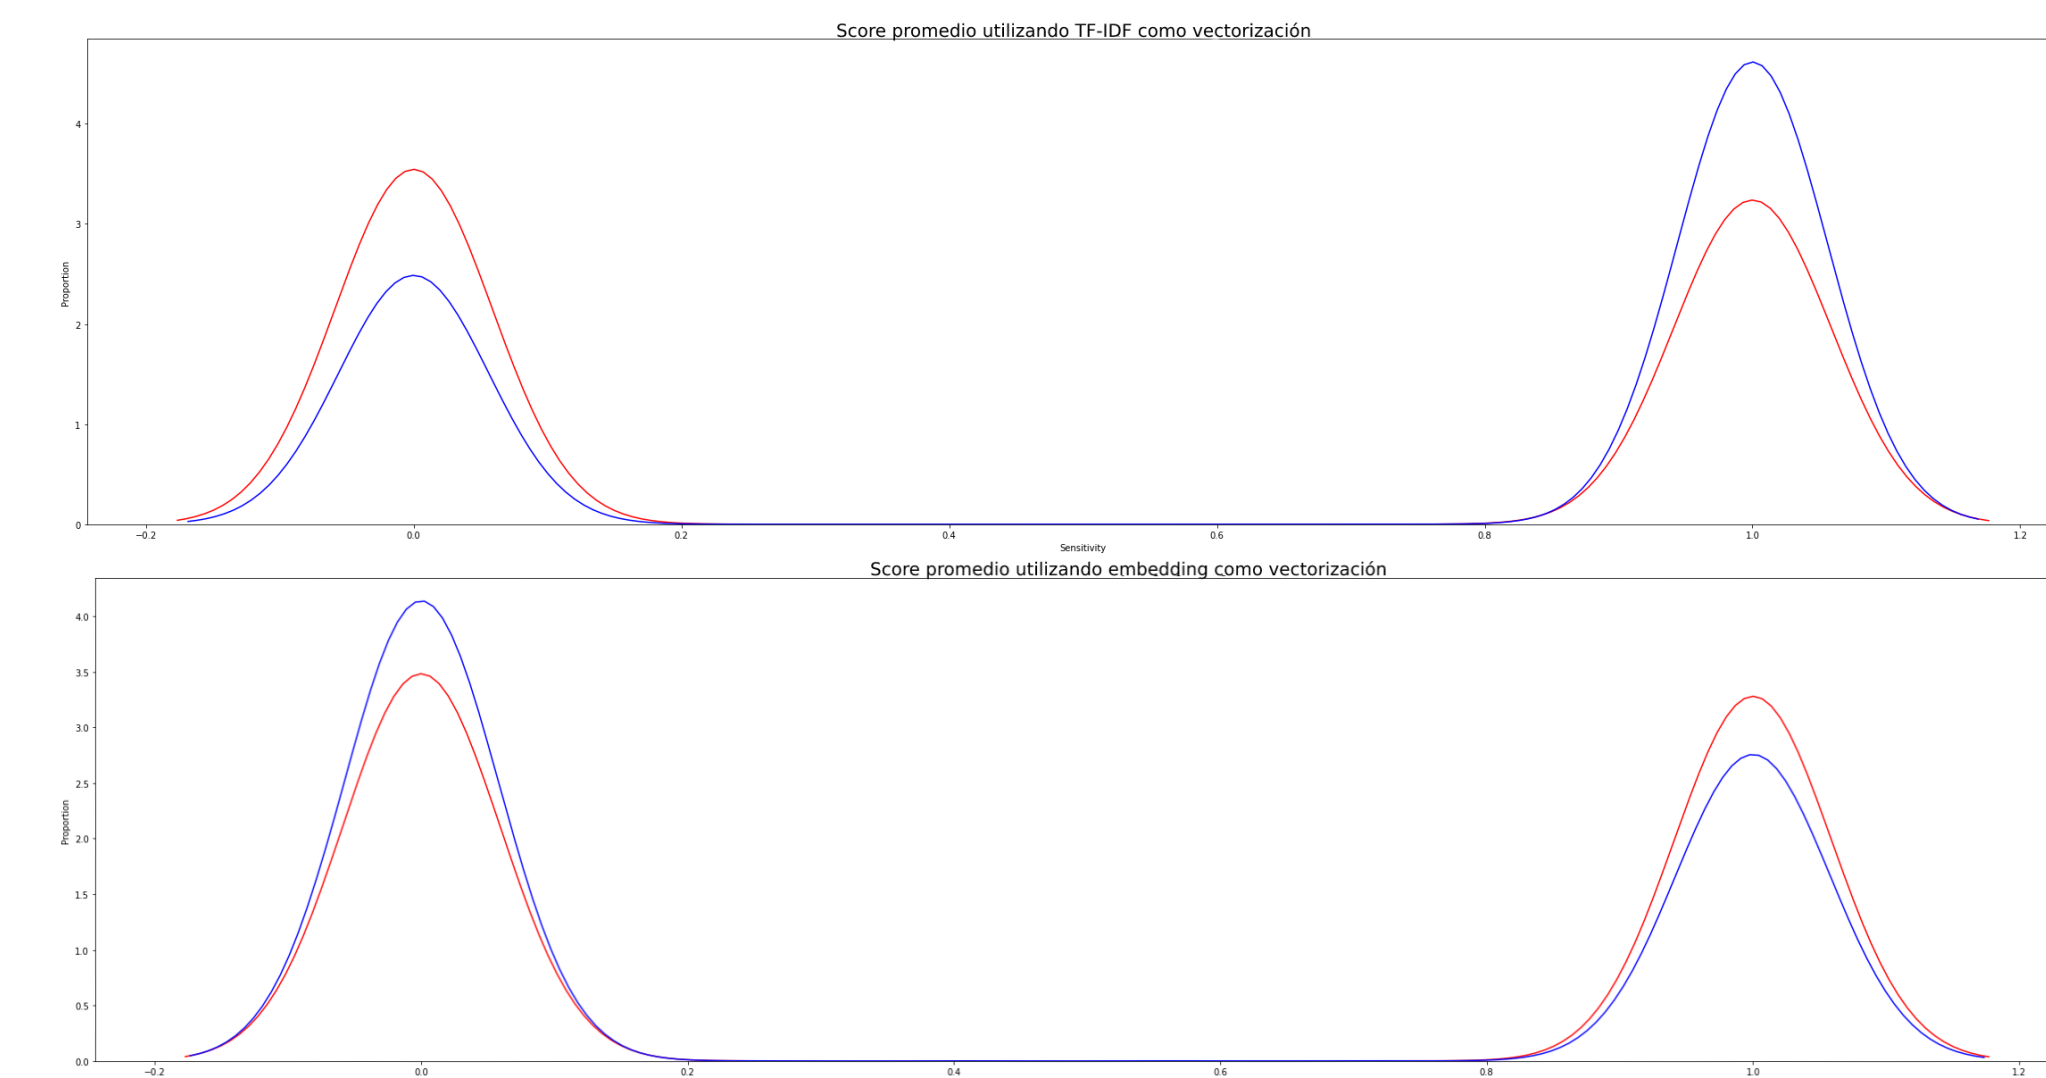 Score promedio utilizando TF-IDF como vectorización
4
3
2
1
0
Proportion
−0.2 0.0 0.2 0.4 0.6 0.8 1.0 1.2
Sensitivity
Score promedio utilizando embedding como vectorización
4.0
3.5
3.0
2.5
2.0
1.5
1.0
0.5
0.0
Proportion
−0.2 0.0 0.2 0.4 0.6 0.8 1.0 1.2